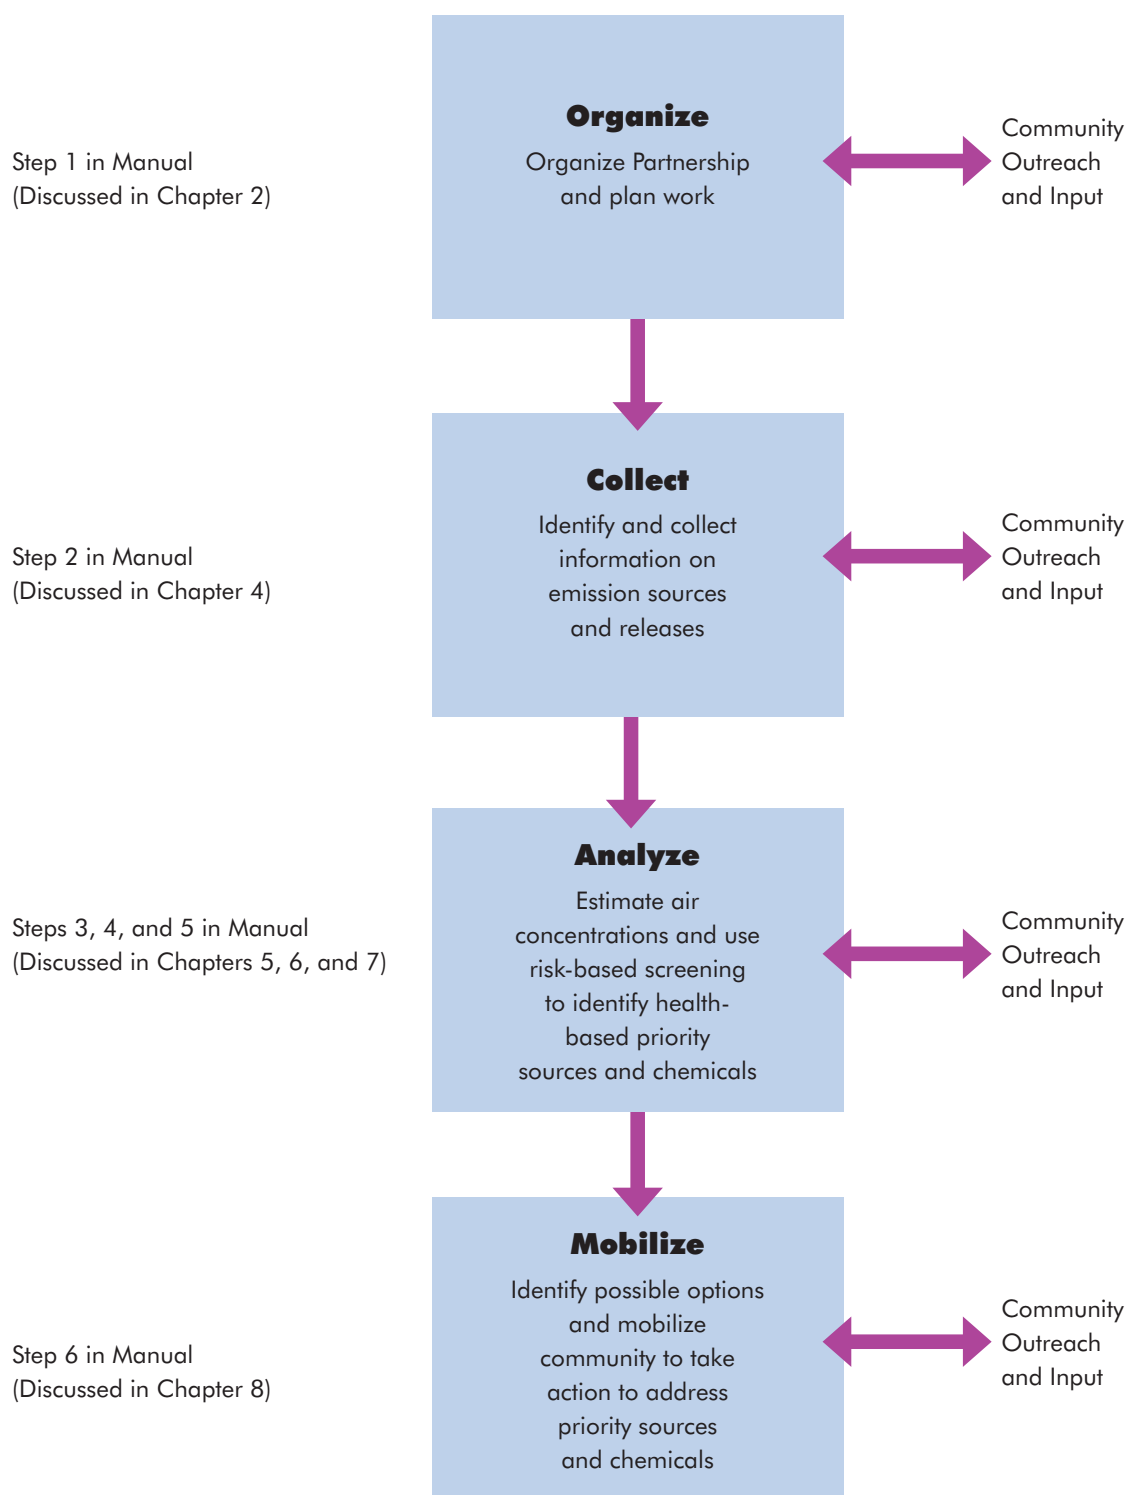 Organize
Organize Partnership
and plan work
Step 1 in Manual
(Discussed in Chapter 2)
Community
Outreach
and Input
Collect
Identify and collect
information on
emission sources
and releases
Step 2 in Manual
(Discussed in Chapter 4)
Community
Outreach
and Input
Analyze
Estimate air
concentrations and use
risk-based screening
to identify health-
based priority
sources and chemicals
Steps 3, 4, and 5 in Manual
(Discussed in Chapters 5, 6, and 7)
Community
Outreach
and Input
Mobilize
Identify possible options
and mobilize
community to take
action to address
priority sources
and chemicals
Step 6 in Manual
(Discussed in Chapter 8)
Community
Outreach
and Input